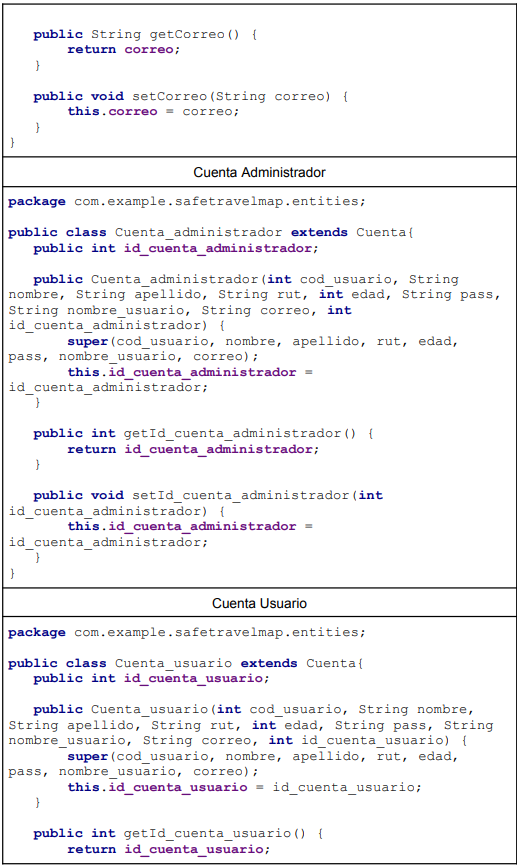 public String getCorreo() {
return correo;
}
public void setCorreo(String correo) {
this.correo = correo;
}
}
Cuenta Administrador
package com.example.safetravelmap.entities;
public class Cuenta_administrador extends Cuenta{
public int id_cuenta_administrador;
public Cuenta_administrador(int cod_usuario, String
nombre, String apellido, String rut, int edad, String pass,
String nombre_usuario, String correo, int
id_cuenta_administrador) {
super(cod_usuario, nombre, apellido, rut, edad,
pass, nombre_usuario, correo);
this.id_cuenta_administrador =
id_cuenta_administrador;
}
public int getId_cuenta_administrador() {
return id_cuenta_administrador;
}
public void setId_cuenta_administrador(int
id_cuenta_administrador) {
this.id_cuenta_administrador =
id_cuenta_administrador;
}
}
Cuenta Usuario
package com.example.safetravelmap.entities;
public class Cuenta_usuario extends Cuenta{
public int id_cuenta_usuario;
public Cuenta_usuario(int cod_usuario, String nombre,
String apellido, String rut, int edad, String pass, String
nombre_usuario, String correo, int id_cuenta_usuario) {
super(cod_usuario, nombre, apellido, rut, edad,
pass, nombre_usuario, correo);
this.id_cuenta_usuario = id_cuenta_usuario;
}
public int getId_cuenta_usuario() {
return id_cuenta_usuario;